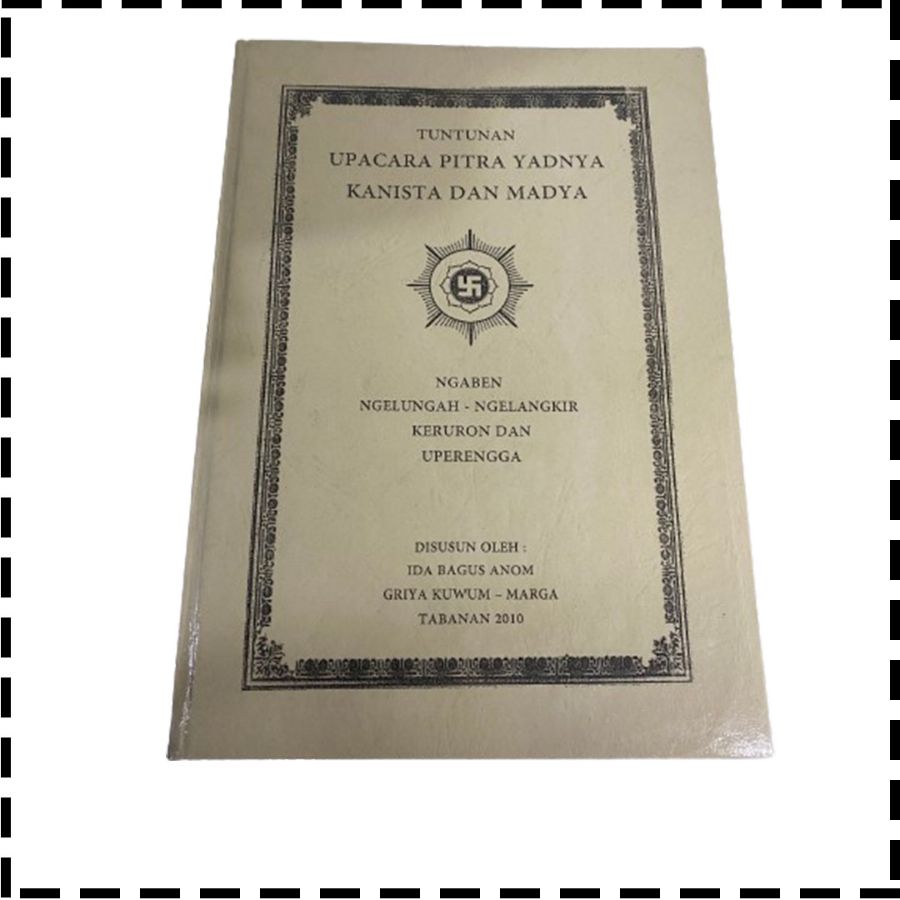 TUNTUNAN
UPACARA PITRA YADNYA
KANISTA DAN MADYA
NGABEN
NGELUNGAH - NGELANGKIR
KERURON DAN
UPERENGGA
DISUSUN OLEH :
IDA BAGUS ANOM
GRIYA KUWUM – MARGA
TABANAN 2010